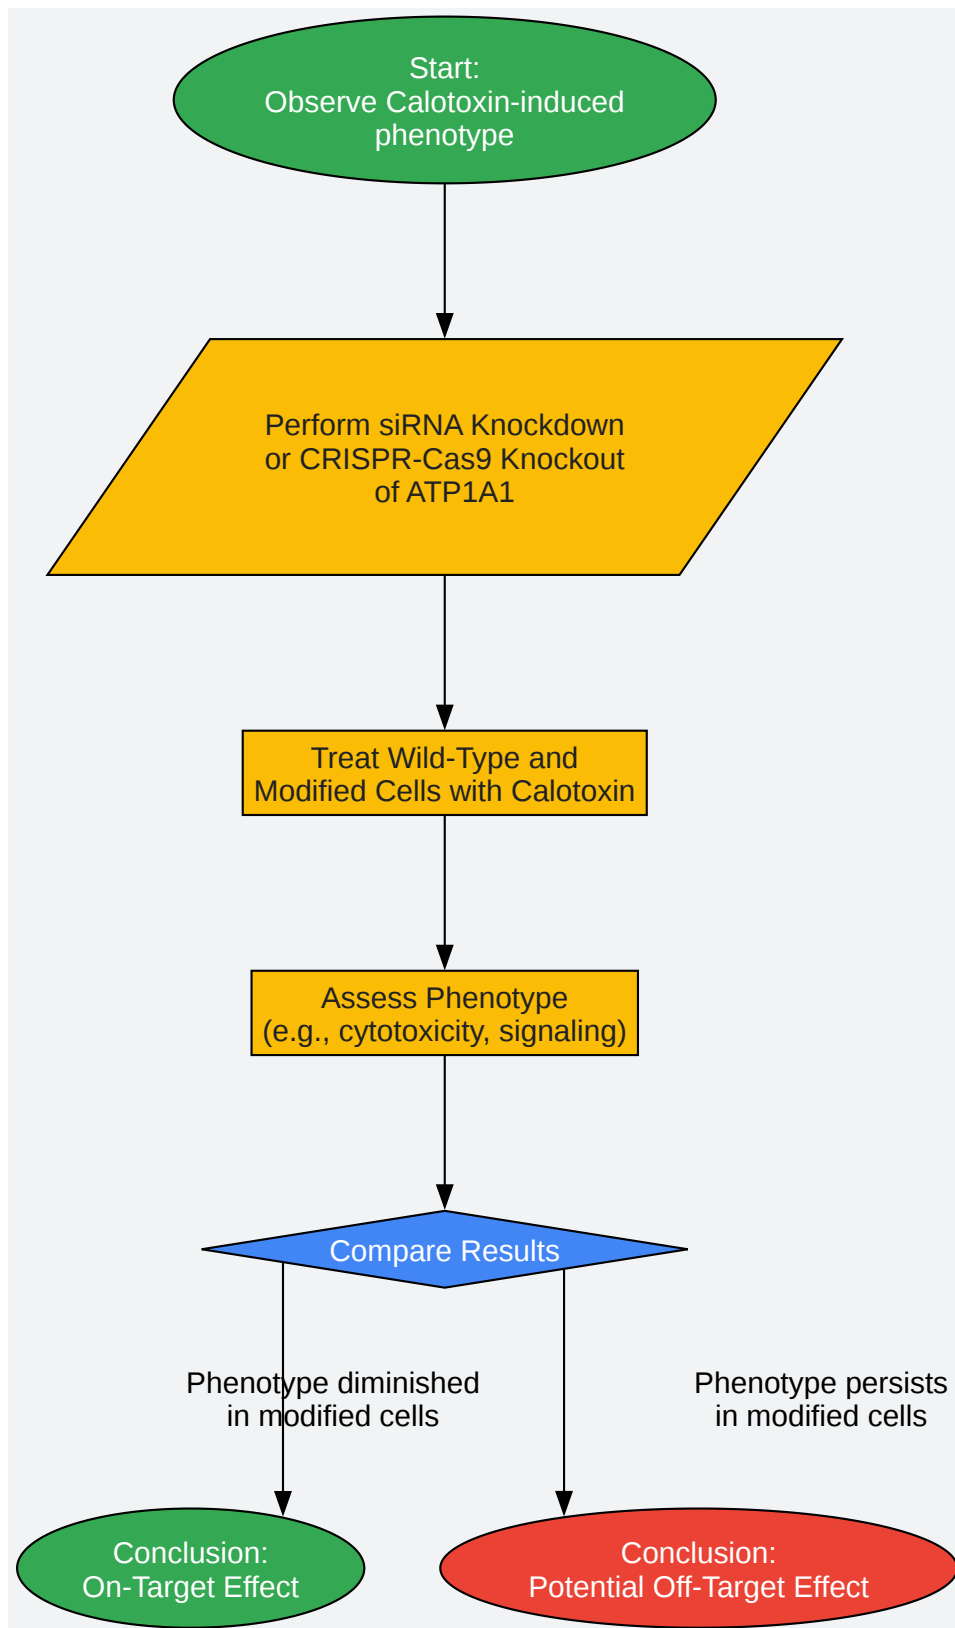 Start:
Observe Calotoxin-induced
phenotype
Perform siRNA Knockdown
or CRISPR-Cas9 Knockout
of ATP1A1
Treat Wild-Type and
Modified Cells with Calotoxin
Assess Phenotype
(e.g., cytotoxicity, signaling)
Compare Results
Phenotype diminished
in modified cells
Phenotype persists
in modified cells
Conclusion:
On-Target Effect
Conclusion:
Potential Off-Target Effect